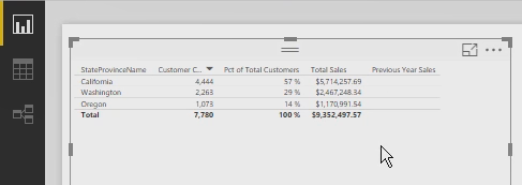 StateProvinceName Customer C... Pct of Total Customers Total Sales Previous Year Sales
California 4,444 57 % $5,714,257.69
Washington 2,263 29 % $2,467,248.34
Oregon 1,073 14 % $1,170,991.54
Total 7,780 100 % $9,352,497.57